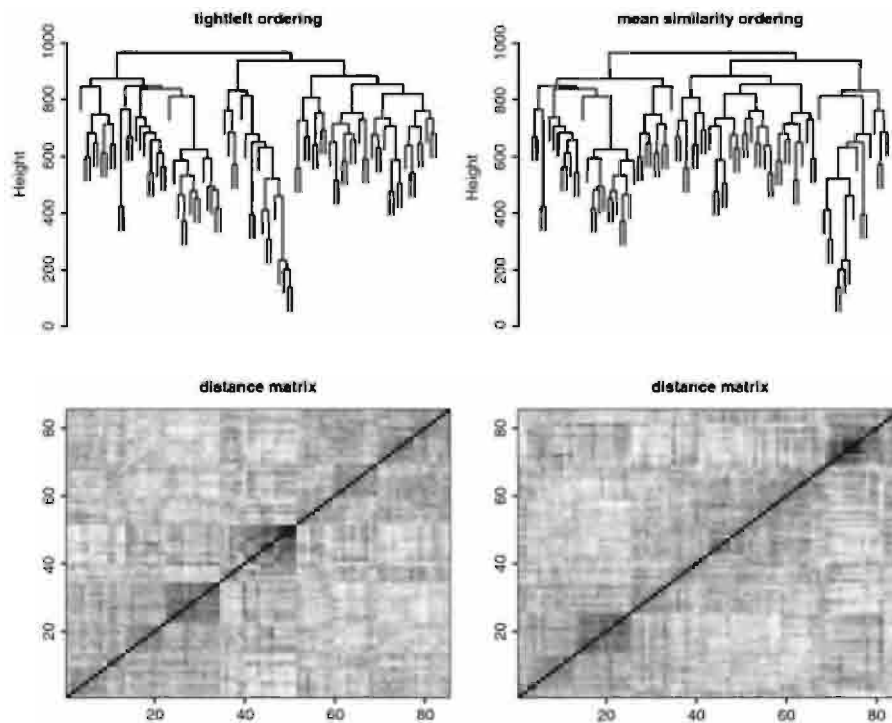 tightleft ordering
Height
0 200 400 600 800 1000
mean similarity ordering
Height
0 200 400 600 800 1000
distance matrix
20 40 60 80
20 40 60 80
distance matrix
20 40 60 80
20 40 60 80